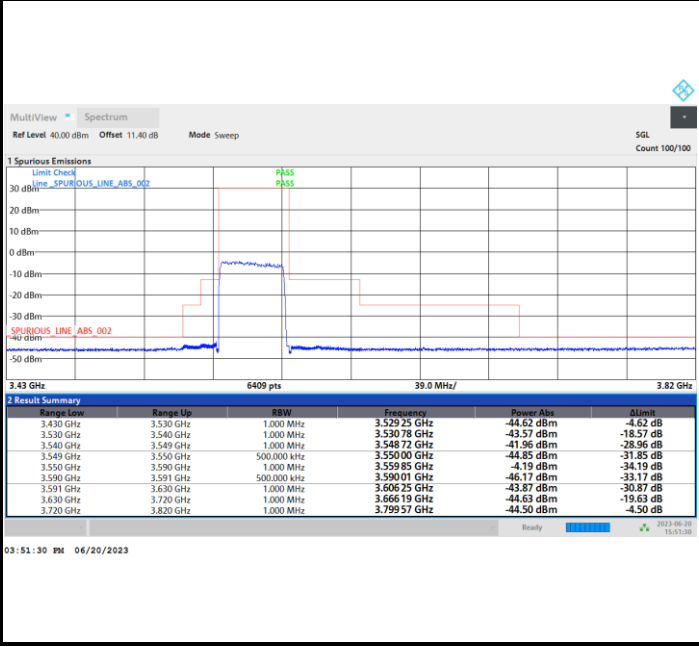 MultiView Spectrum
Ref Level 40.00 dBm Offset 11.40 dB Mode Sweep SGL
Count 100/100
1 Spurious Emissions
Limit Check PASS
Line _SPURIOUS_LINE_ABS_002 PASS
30 dBm
20 dBm
10 dBm
0 dBm
-10 dBm
-20 dBm
-30 dBm
_SPURIOUS_LINE_ABS_002
-40 dBm
-50 dBm
3.43 GHz 6409 pts 39.0 MHz/ 3.82 GHz
2 Result Summary
Range Low Range Up RBW Frequency Power Abs ΔLimit
3.430 GHz 3.530 GHz 1.000 MHz 3.529 25 GHz -44.62 dBm -4.62 dB
3.530 GHz 3.540 GHz 1.000 MHz 3.530 78 GHz -43.57 dBm -18.57 dB
3.540 GHz 3.549 GHz 1.000 MHz 3.548 72 GHz -41.96 dBm -28.96 dB
3.549 GHz 3.550 GHz 500.000 kHz 3.550 00 GHz -44.85 dBm -31.85 dB
3.550 GHz 3.590 GHz 1.000 MHz 3.559 85 GHz -4.19 dBm -34.19 dB
3.590 GHz 3.591 GHz 500.000 kHz 3.590 01 GHz -46.17 dBm -33.17 dB
3.591 GHz 3.630 GHz 1.000 MHz 3.606 25 GHz -43.87 dBm -30.87 dB
3.630 GHz 3.720 GHz 1.000 MHz 3.666 19 GHz -44.63 dBm -19.63 dB
3.720 GHz 3.820 GHz 1.000 MHz 3.799 57 GHz -44.50 dBm -4.50 dB
Ready 2023-06-20
15:51:30
03:51:30 PM 06/20/2023